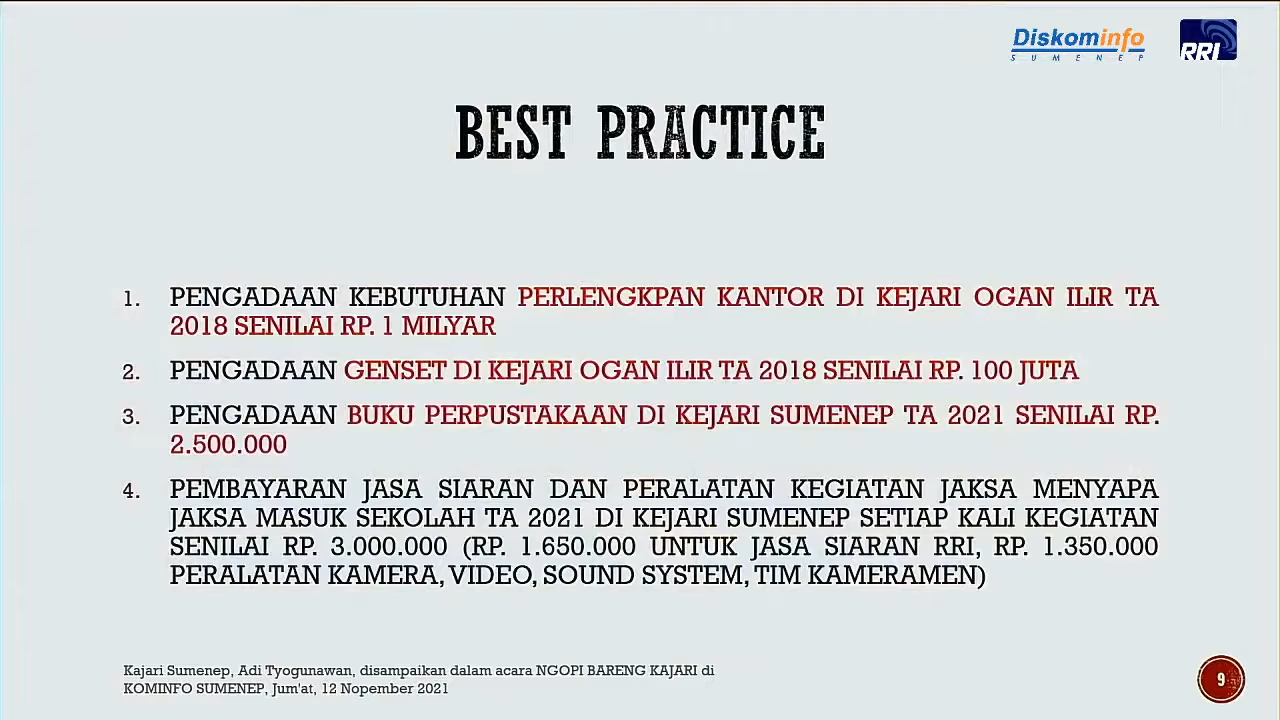 Diskominfo
SUMENEP
RRI
BEST PRACTICE
1. PENGADAAN KEBUTUHAN PERLENGKPAN KANTOR DI KEJARI OGAN ILIR TA
2018 SENILAI RP. 1 MILYAR
2. PENGADAAN GENSET DI KEJARI OGAN ILIR TA 2018 SENILAI RP. 100 JUTA
3. PENGADAAN BUKU PERPUSTAKAAN DI KEJARI SUMENEP TA 2021 SENILAI RP.
2.500.000
4. PEMBAYARAN JASA SIARAN DAN PERALATAN KEGIATAN JAKSA MENYAPA
JAKSA MASUK SEKOLAH TA 2021 DI KEJARI SUMENEP SETIAP KALI KEGIATAN
SENILAI RP. 3.000.000 (RP. 1.650.000 UNTUK JASA SIARAN RRI, RP. 1.350.000
PERALATAN KAMERA, VIDEO, SOUND SYSTEM, TIM KAMERAMEN)
Kajari Sumenep, Adi Tyogunawan, disampaikan dalam acara NGOPI BARENG KAJARI di
KOMINFO SUMENEP, Jum'at, 12 Nopember 2021
9